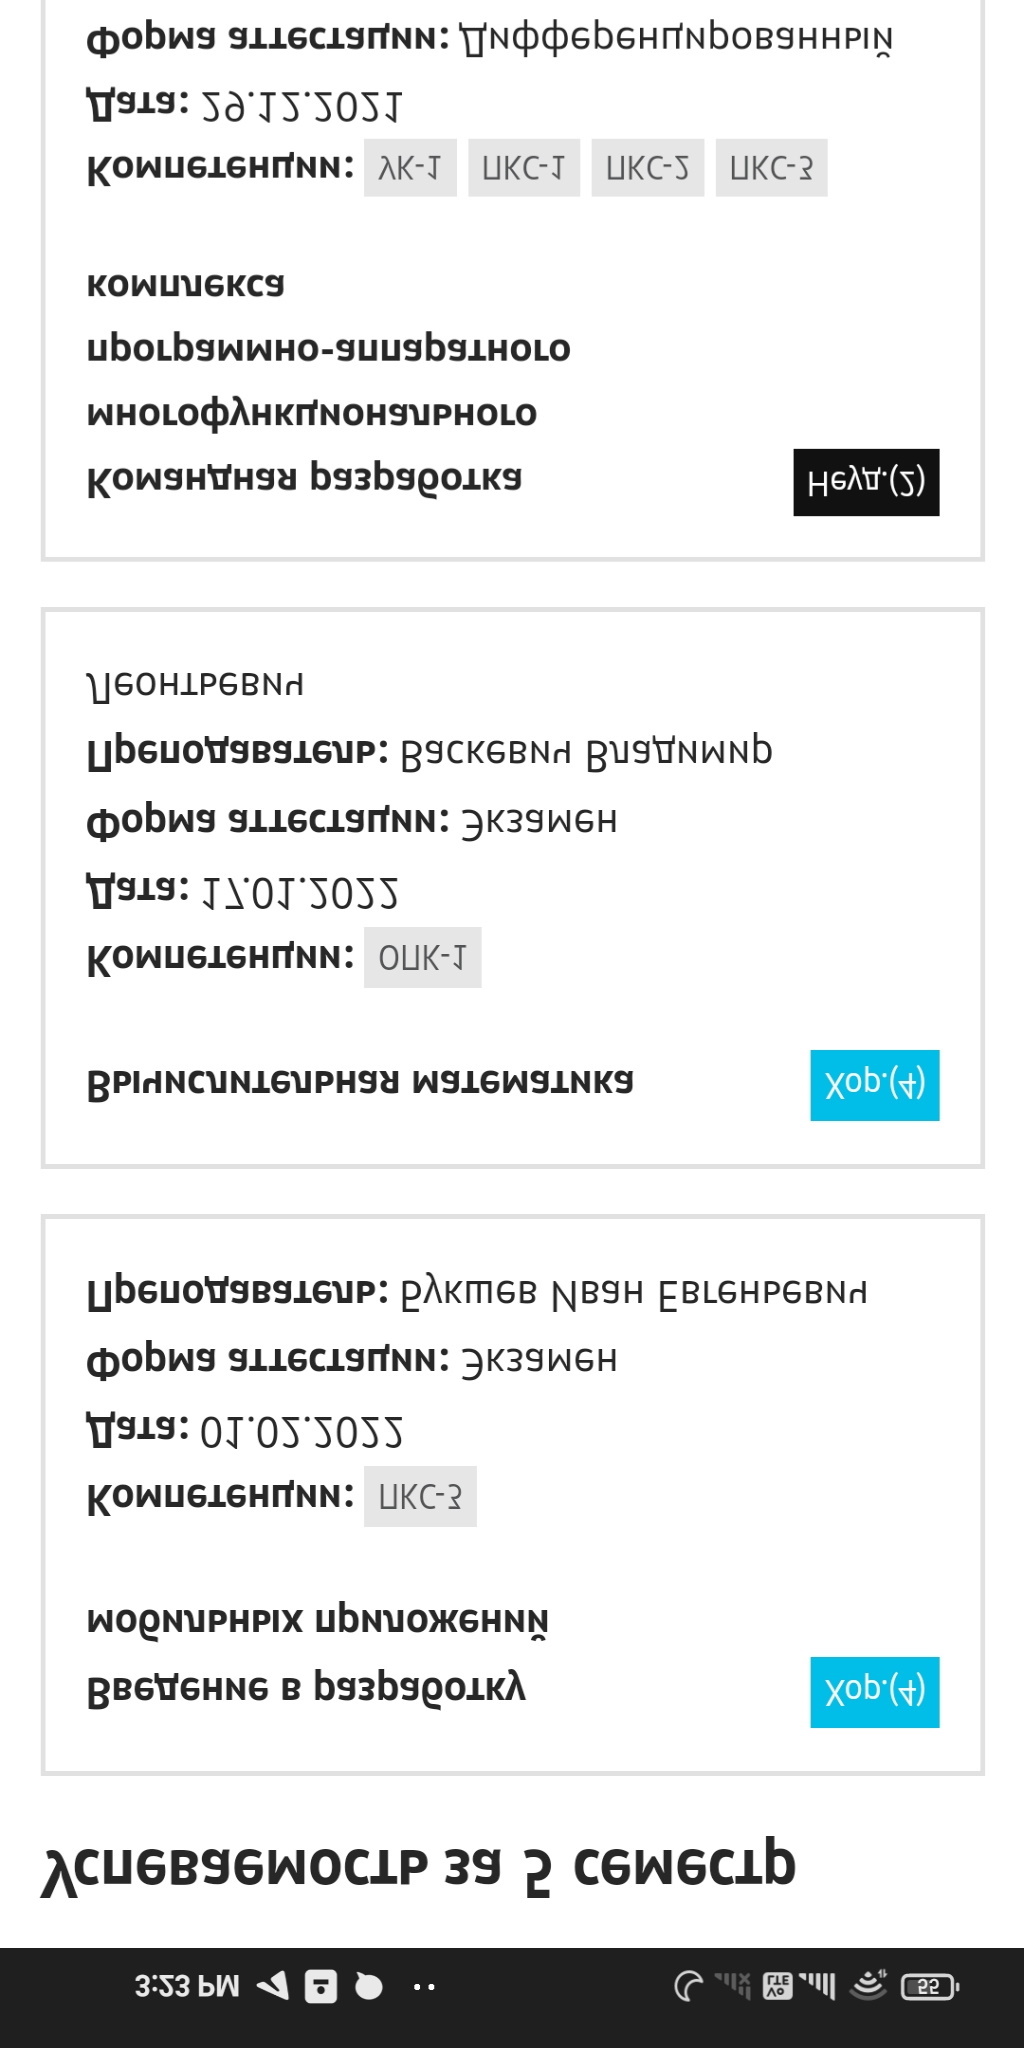 3:23 PM
VoLTE 55
Успеваемость за 5 семестр
Введение в разработку
мобильных приложений
Хор.(4)
Компетенции: ПКС-3
Дата: 01.02.2022
Форма аттестации: Экзамен
Преподаватель: Букшев Иван Евгеньевич
Вычислительная математика
Хор.(4)
Компетенции: ОПК-1
Дата: 17.01.2022
Форма аттестации: Экзамен
Преподаватель: Васкевич Владимир
Леонтьевич
Командная разработка
многофункционального
программно-аппаратного
комплекса
Неуд.(2)
Компетенции: УК-1 ПКС-1 ПКС-2 ПКС-3
Дата: 29.12.2021
Форма аттестации: Дифференцированный